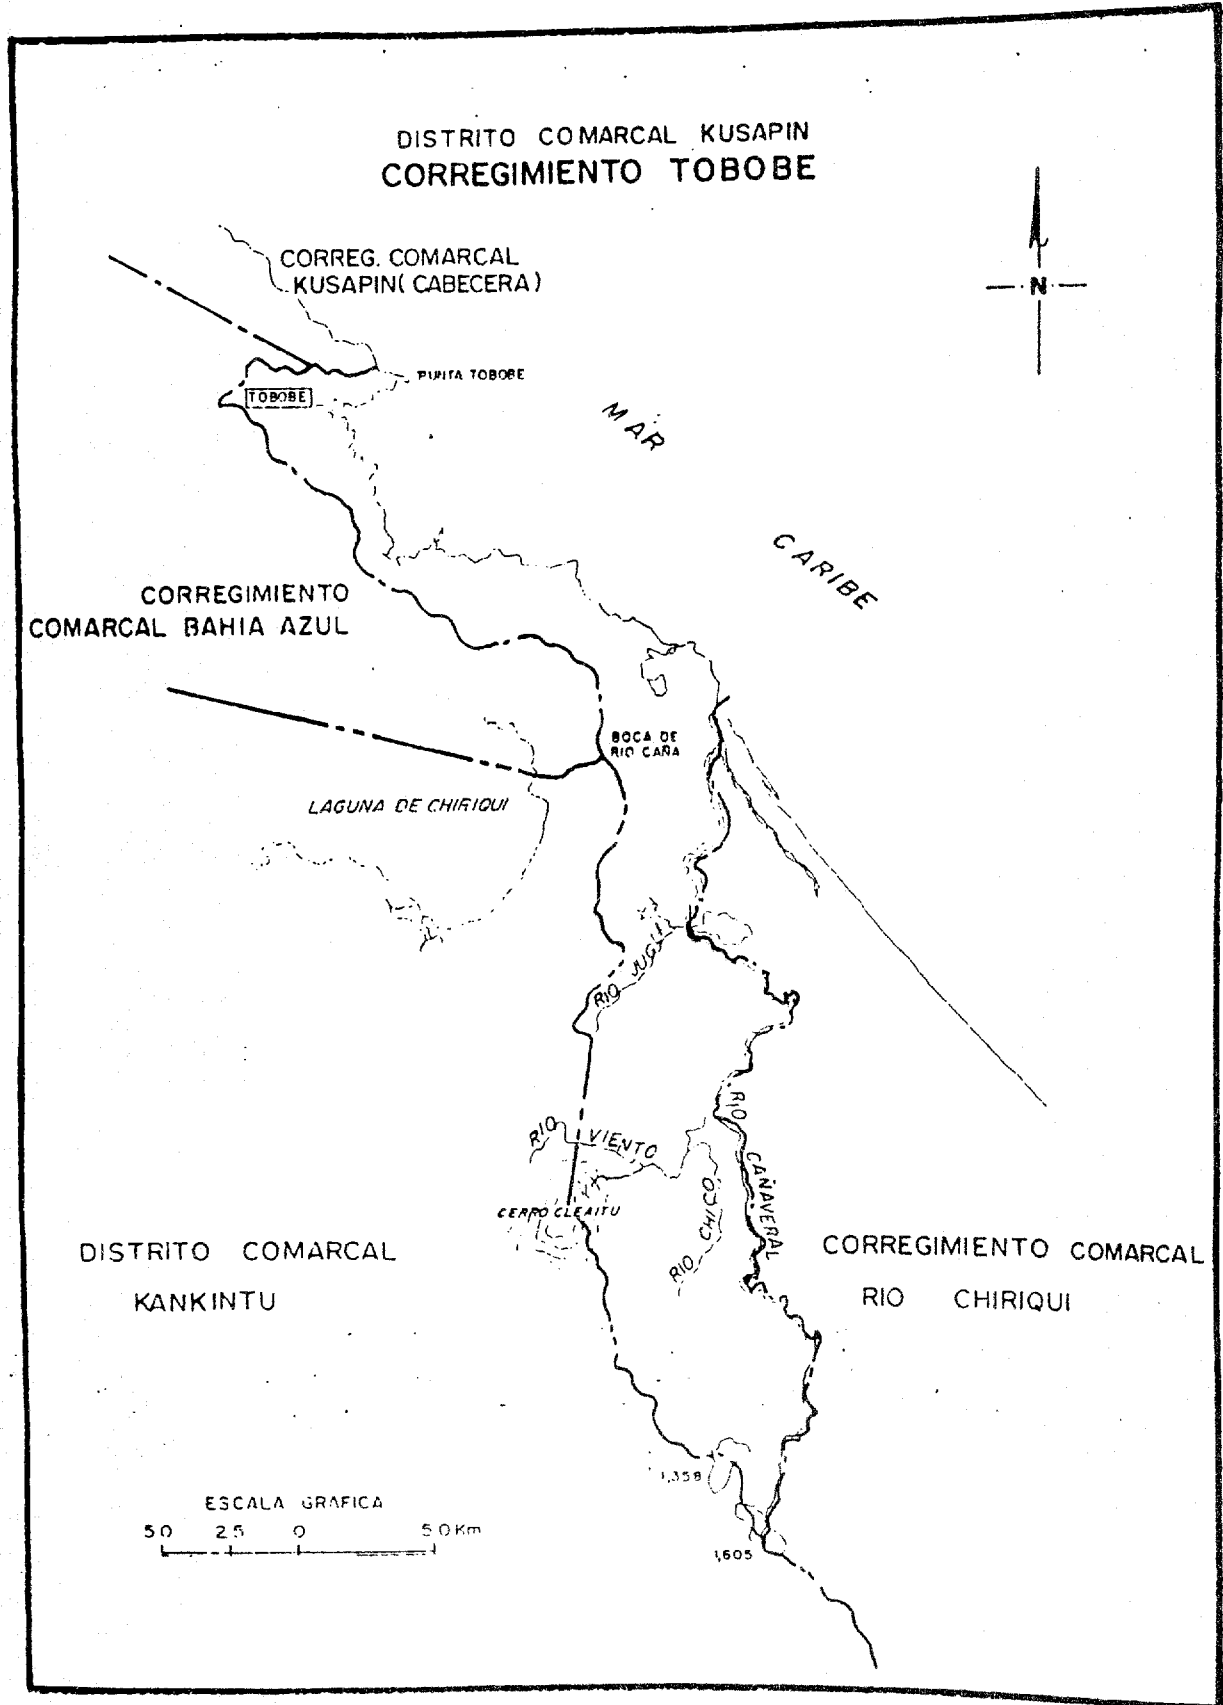 DISTRITO COMARCAL KUSAPIN
CORREGIMIENTO TOBOBE
CORREG. COMARCAL
KUSAPIN (CABECERA)
N
PUNTA TOBOBE
TOBOBE
MAR
CARIBE
CORREGIMIENTO
COMARCAL BAHIA AZUL
BOCA DE
RIO CAÑA
LAGUNA DE CHIRIQUI
RIO JUGLI
RIO VIENTO
RIO CAÑAVERAL
RIO CHICO
CERRO CLEAITU
DISTRITO COMARCAL
KANKINTU
CORREGIMIENTO COMARCAL
RIO CHIRIQUI
1,358
1,605
ESCALA GRAFICA
5.0 2.5 0 5.0 Km